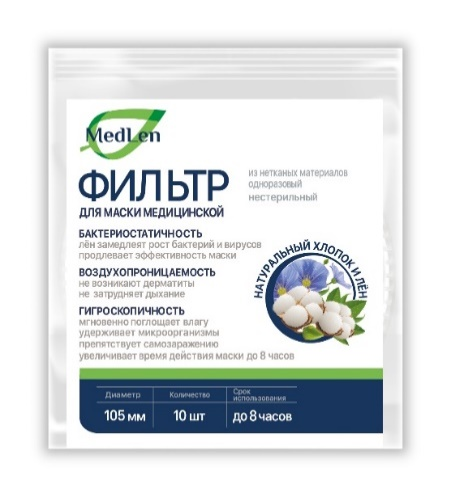 MedLen
ФИЛЬТР
ДЛЯ МАСКИ МЕДИЦИНСКОЙ
из нетканых материалов
одноразовый
нестерильный
БАКТЕРИОСТАТИЧНОСТЬ
лён замедляет рост бактерий и вирусов
продлевает эффективность маски
ВОЗДУХОПРОНИЦАЕМОСТЬ
не возникают дерматиты
не затрудняет дыхание
ГИГРОСКОПИЧНОСТЬ
мгновенно поглощает влагу
удерживает микроорганизмы
препятствует самозаражению
увеличивает время действия маски до 8 часов
НАТУРАЛЬНЫЙ ХЛОПОК И ЛЁН
Диаметр
105 мм
Количество
10 шт
Срок
использования
до 8 часов